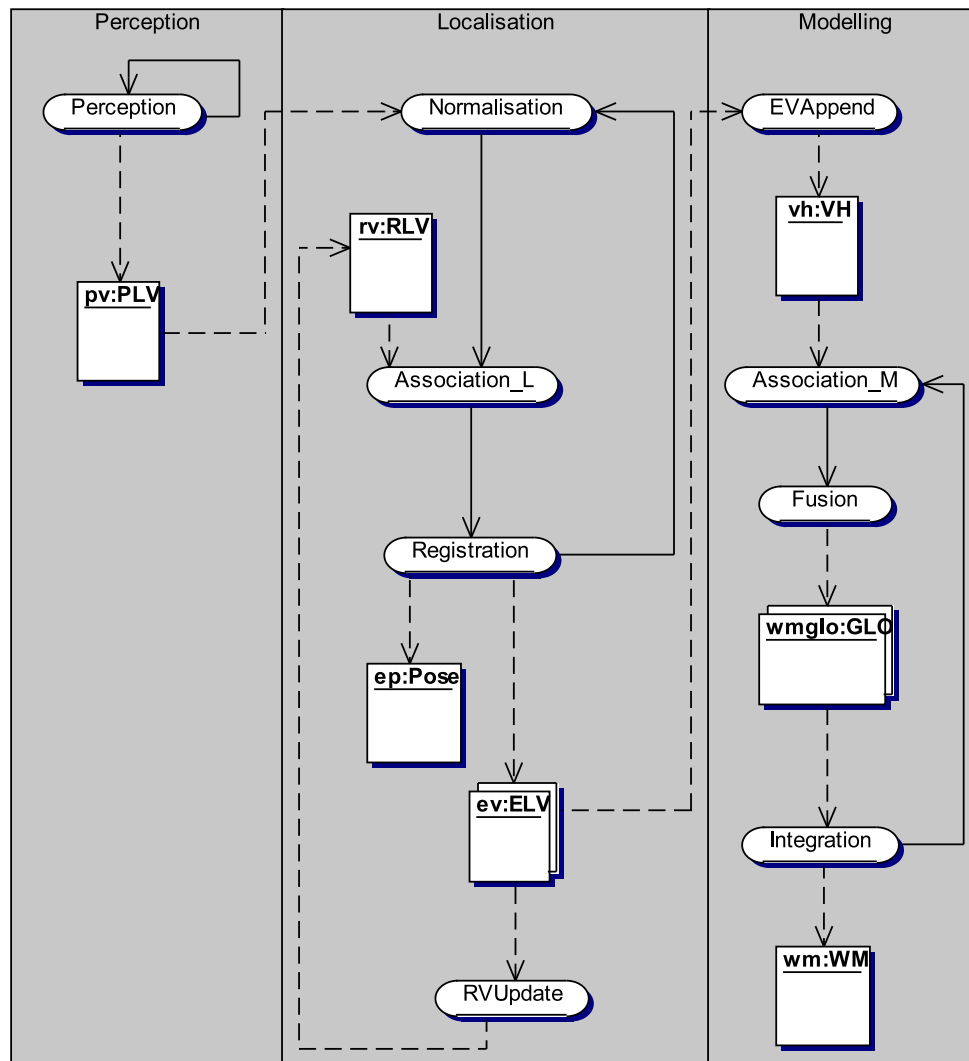 Perception
Localisation
Modelling
Perception
Normalisation
EVAppend
rv:RLV
vh:VH
pv:PLV
Association_L
Association_M
Fusion
Registration
wmglo:GLO
ep:Pose
ev:ELV
Integration
wm:WM
RVUpdate